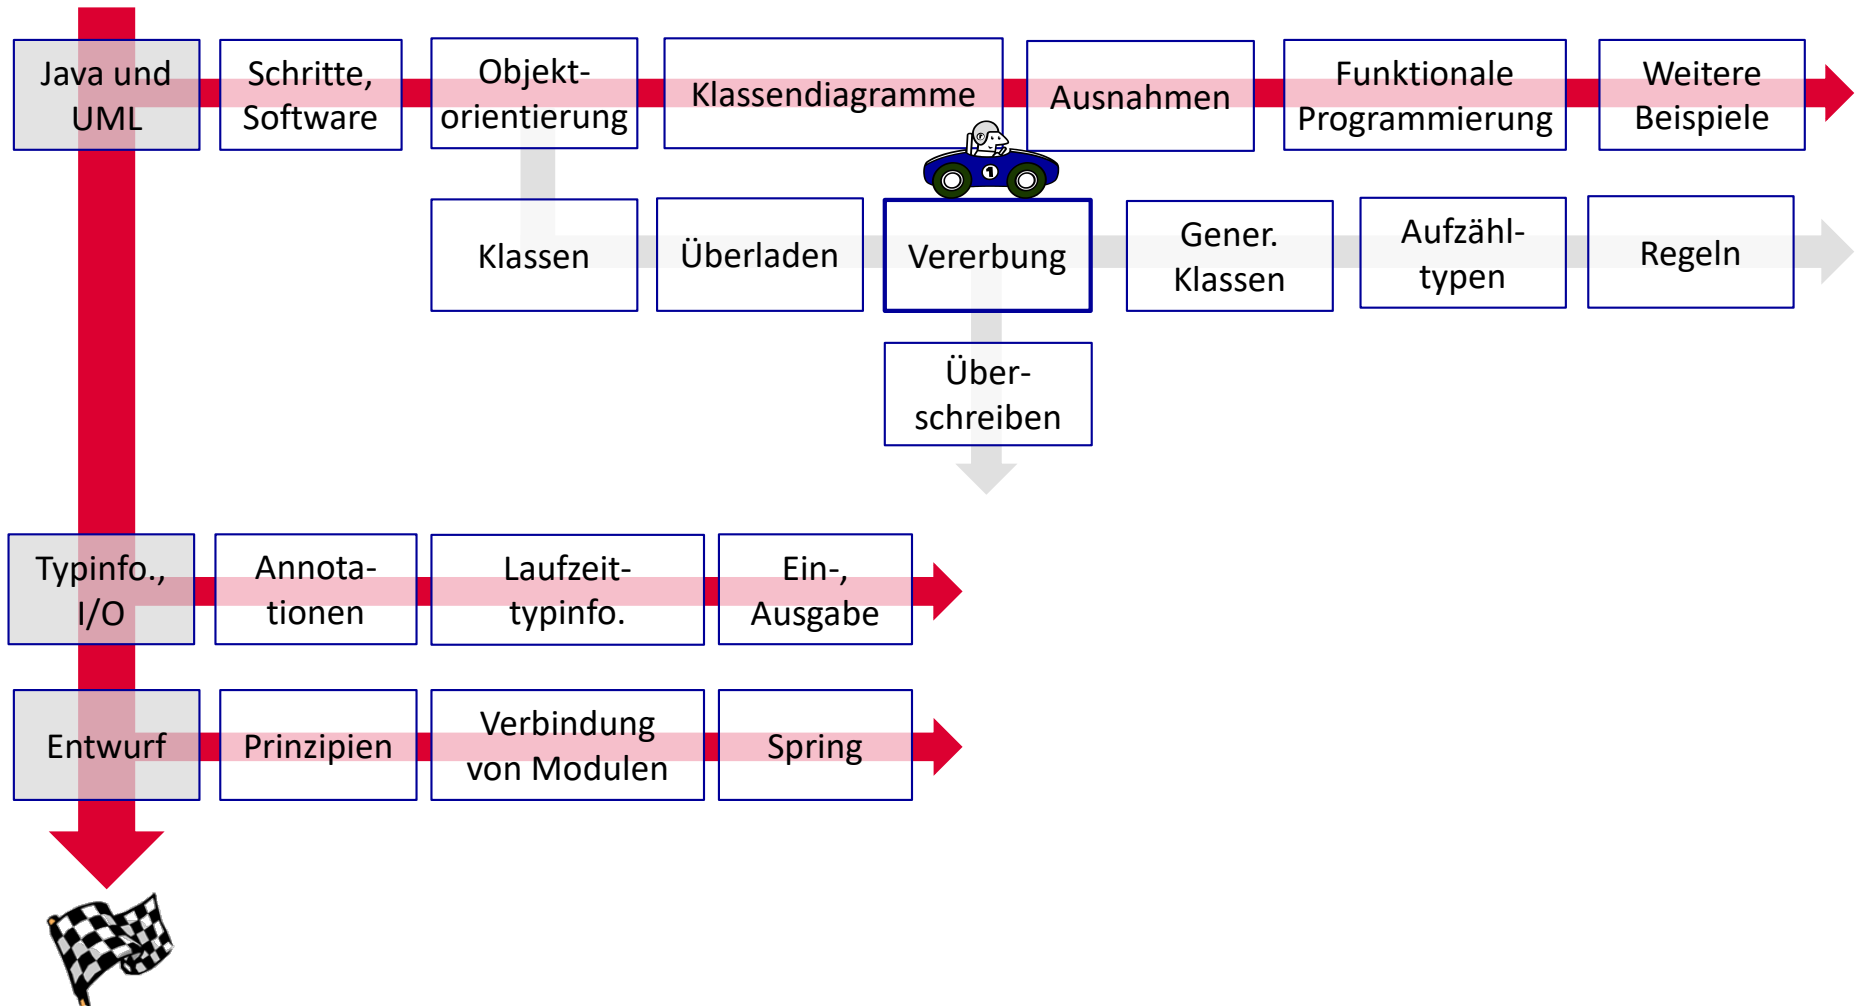 Java und
UML
Schritte,
Software
Objekt-
orientierung
Klassendiagramme
Ausnahmen
Funktionale
Programmierung
Weitere
Beispiele
1
Klassen
Überladen
Vererbung
Gener.
Klassen
Aufzähl-
typen
Regeln
Über-
schreiben
Typinfo.,
I/O
Annota-
tionen
Laufzeit-
typinfo.
Ein-,
Ausgabe
Entwurf
Prinzipien
Verbindung
von Modulen
Spring